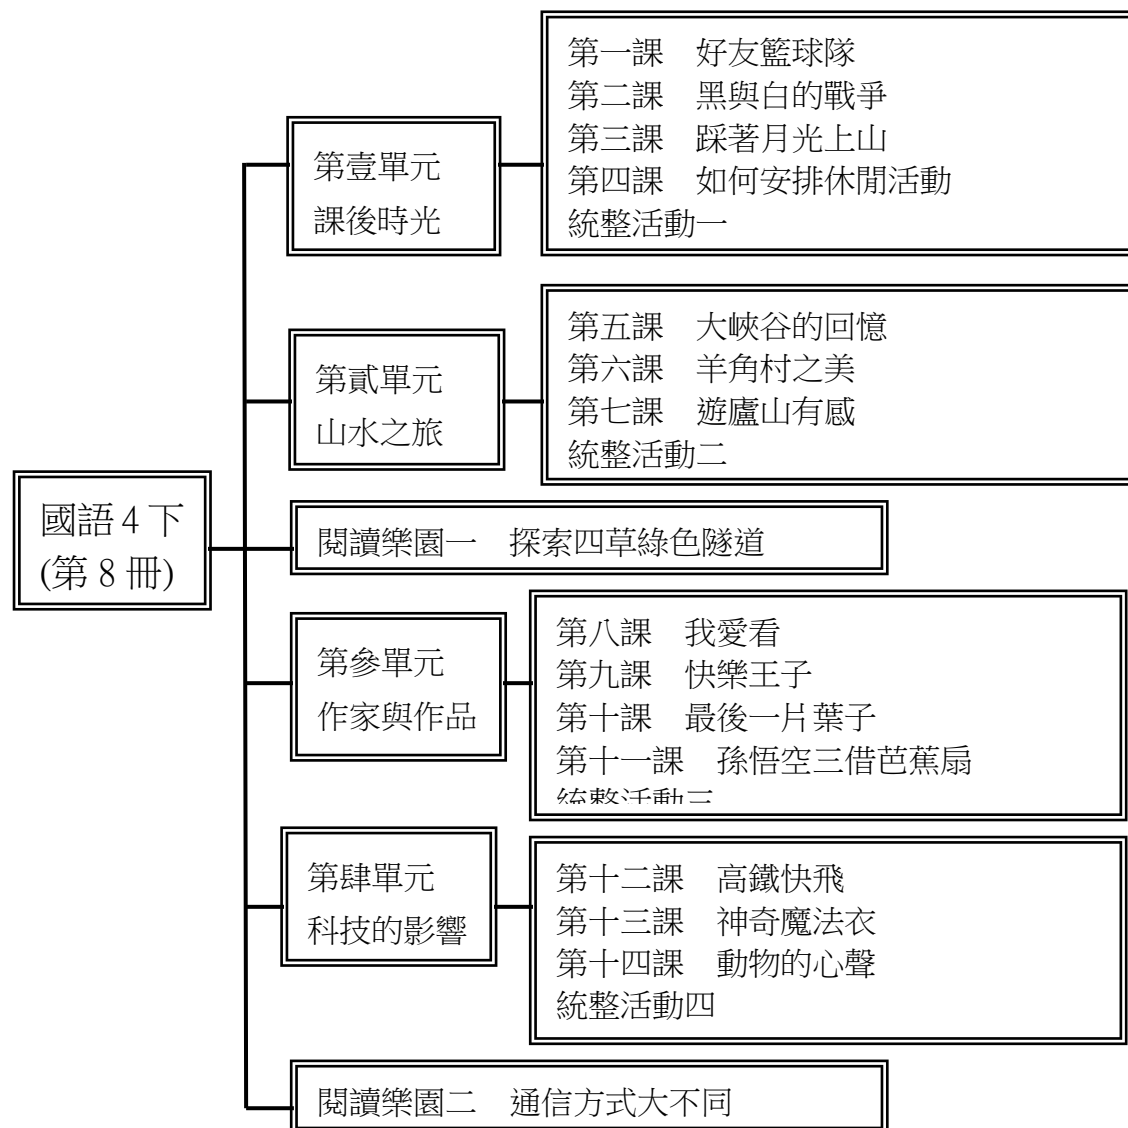 國語 4 下
(第 8 冊)
第壹單元
課後時光
第一課　好友籃球隊
第二課　黑與白的戰爭
第三課　踩著月光上山
第四課　如何安排休閒活動
統整活動一
第貳單元
山水之旅
第五課　大峽谷的回憶
第六課　羊角村之美
第七課　遊廬山有感
統整活動二
閱讀樂園一　探索四草綠色隧道
第參單元
作家與作品
第八課　我愛看
第九課　快樂王子
第十課　最後一片葉子
第十一課　孫悟空三借芭蕉扇
統整活動三
第肆單元
科技的影響
第十二課　高鐵快飛
第十三課　神奇魔法衣
第十四課　動物的心聲
統整活動四
閱讀樂園二　通信方式大不同